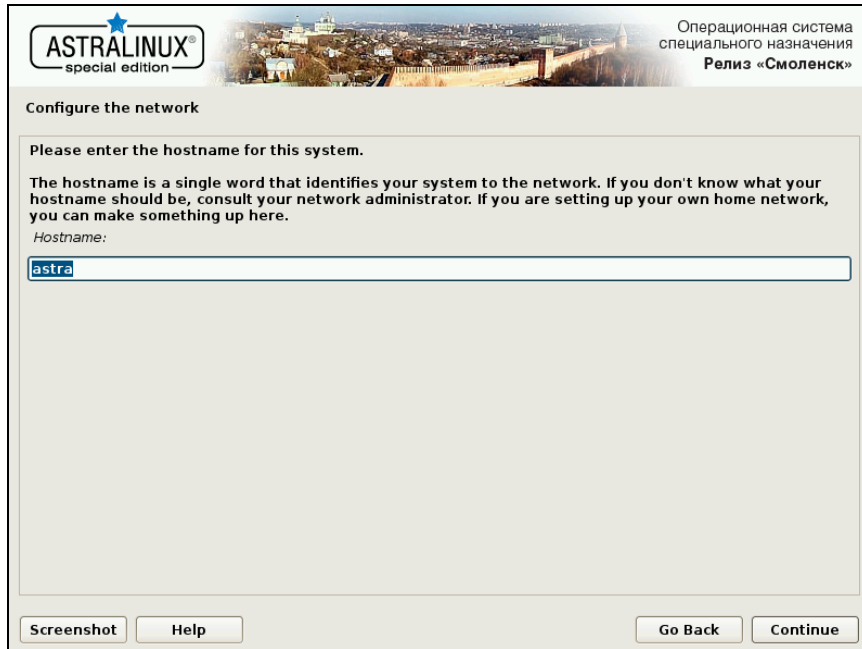 ASTRALINUX®
special edition
Операционная система
специального назначения
Релиз «Смоленск»
Configure the network
Please enter the hostname for this system.
The hostname is a single word that identifies your system to the network. If you don't know what your
hostname should be, consult your network administrator. If you are setting up your own home network,
you can make something up here.
Hostname:
astra
Screenshot
Help
Go Back
Continue